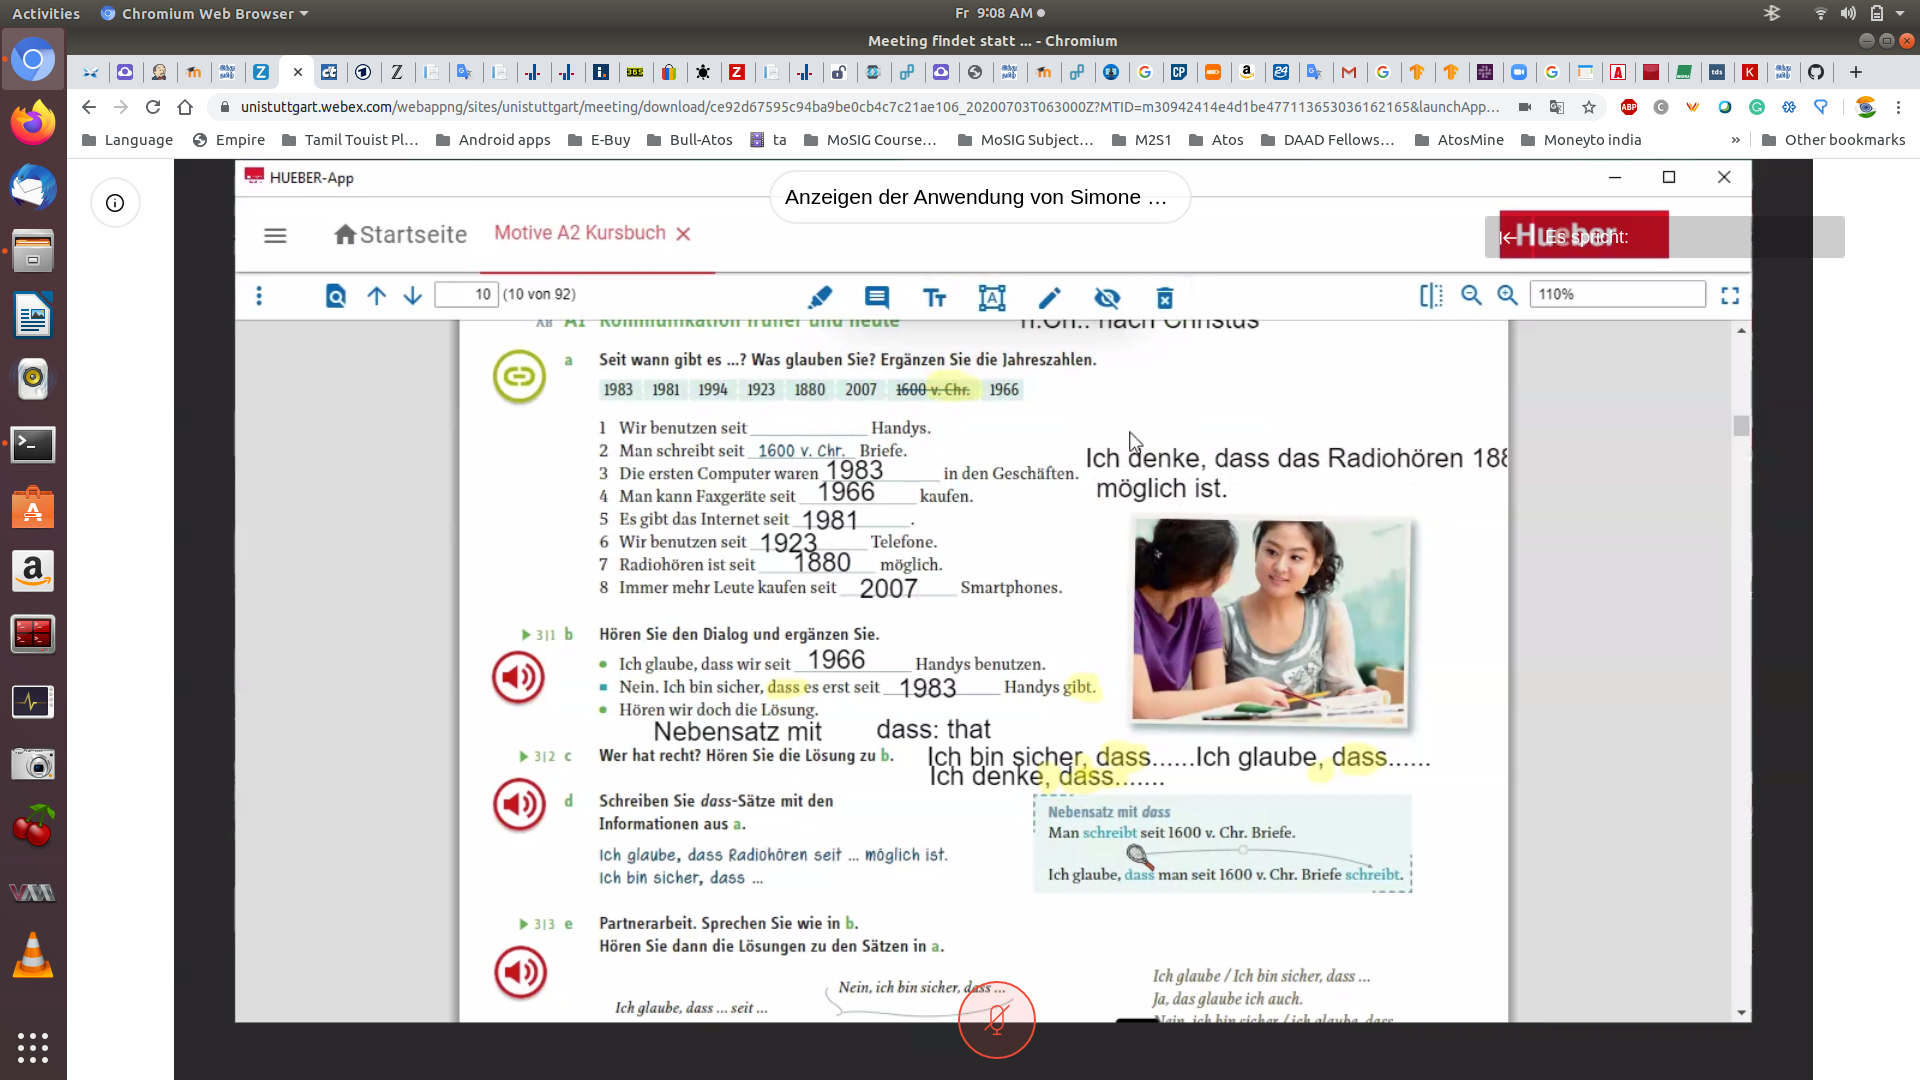 Activities
Chromium Web Browser
Fr 9:08 AM
Meeting findet statt ... - Chromium
unistuttgart.webex.com/webappng/sites/unistuttgart/meeting/download/ce92d67595c94ba9be0cb4c7c21ae106_20200703T063000Z?MTID=m30942414e4d1be477113653036162165&launchApp...
Language Empire Tamil Touist Pl... Android apps E-Buy Bull-Atos ta MoSIG Course... MoSIG Subject... M2S1 Atos DAAD Fellows... AtosMine Moneyto india » Other bookmarks
HUEBER-App
Anzeigen der Anwendung von Simone ...
Startseite
Motive A2 Kursbuch
Hueber
Es spricht:
10 (10 von 92)
110%
AB A1 Kommunikation früher und heute
n.Ch.: nach Christus
a Seit wann gibt es ...? Was glauben Sie? Ergänzen Sie die Jahreszahlen.
1983 1981 1994 1923 1880 2007 1600 v. Chr. 1966
1 Wir benutzen seit Handys.
2 Man schreibt seit 1600 v. Chr. Briefe.
3 Die ersten Computer waren 1983 in den Geschäften.
4 Man kann Faxgeräte seit 1966 kaufen.
5 Es gibt das Internet seit 1981 .
6 Wir benutzen seit 1923 Telefone.
7 Radiohören ist seit 1880 möglich.
8 Immer mehr Leute kaufen seit 2007 Smartphones.
Ich denke, dass das Radiohören 188
möglich ist.
3|1 b Hören Sie den Dialog und ergänzen Sie.
Ich glaube, dass wir seit 1966 Handys benutzen.
Nein. Ich bin sicher, dass es erst seit 1983 Handys gibt.
Hören wir doch die Lösung.
Nebensatz mit dass: that
3|2 c Wer hat recht? Hören Sie die Lösung zu b.
Ich bin sicher, dass......Ich glaube, dass......
Ich denke, dass.......
d Schreiben Sie dass-Sätze mit den
Informationen aus a.
Ich glaube, dass Radiohören seit ... möglich ist.
Ich bin sicher, dass ...
Nebensatz mit dass
Man schreibt seit 1600 v. Chr. Briefe.
Ich glaube, dass man seit 1600 v. Chr. Briefe schreibt.
3|3 e Partnerarbeit. Sprechen Sie wie in b.
Hören Sie dann die Lösungen zu den Sätzen in a.
Ich glaube, dass ... seit ...
Nein, ich bin sicher, dass ...
Ich glaube / Ich bin sicher, dass ...
Ja, das glaube ich auch.
Nein, ich bin sicher / ich glaube, dass